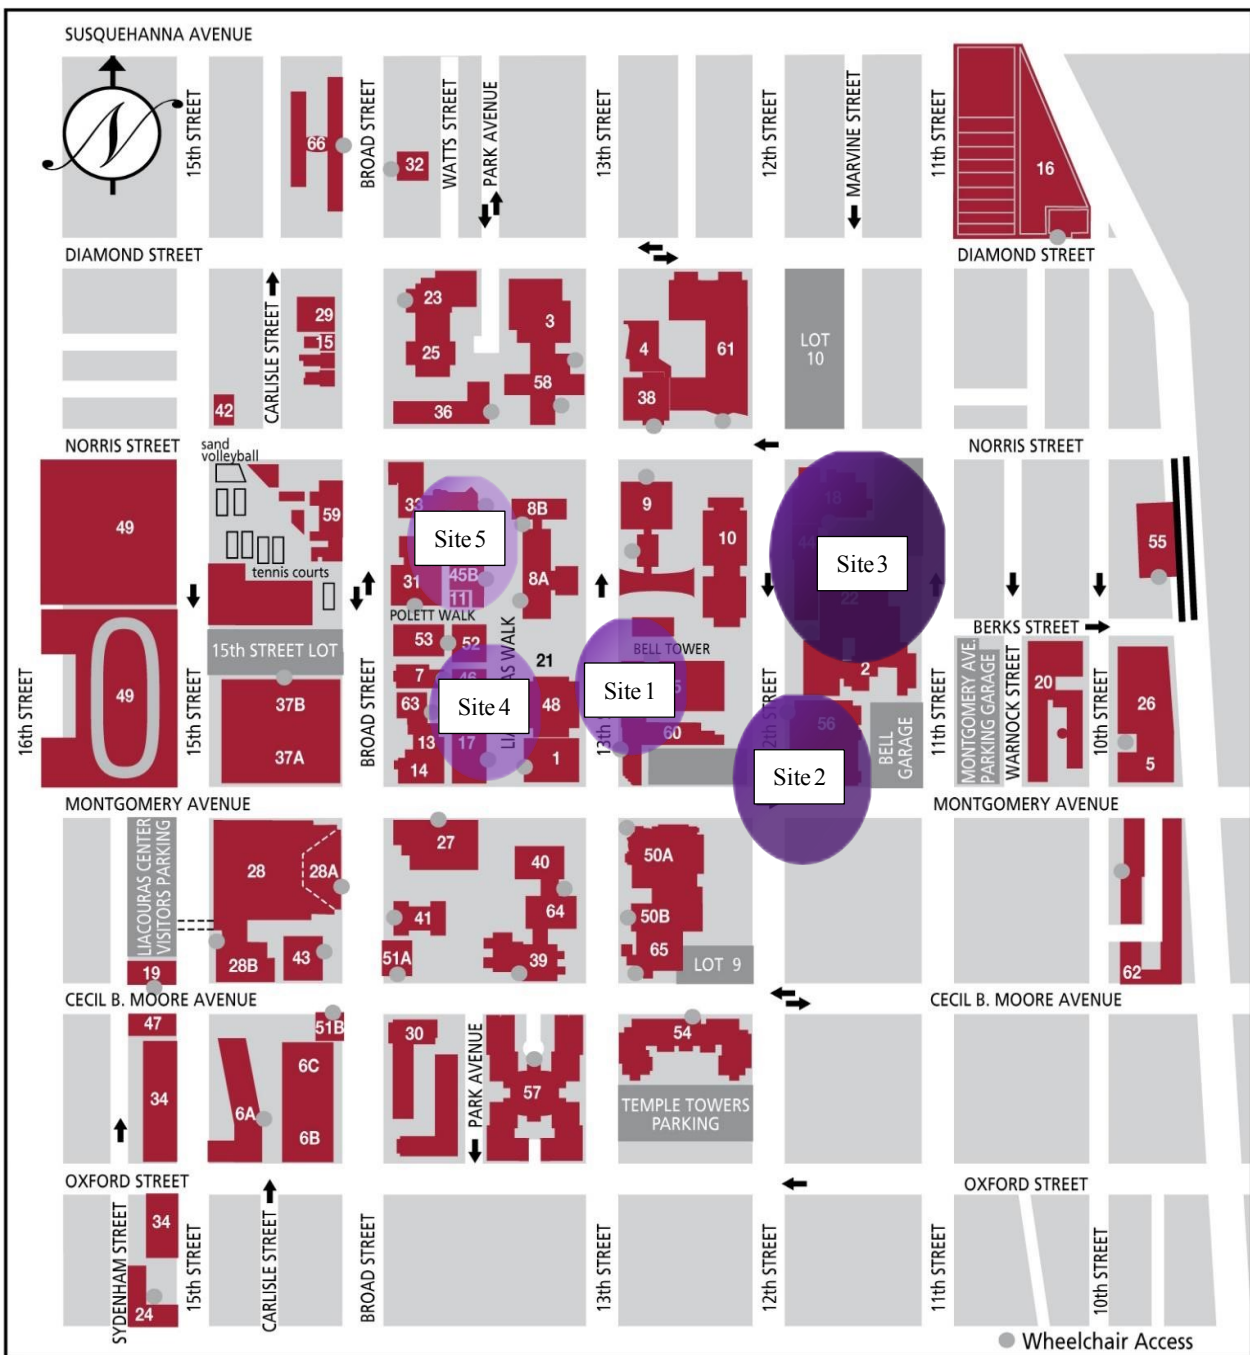 SUSQUEHANNA AVENUE
N
15th STREET
BROAD STREET
WATTS STREET
PARK AVENUE
13th STREET
12th STREET
MARVINE STREET
11th STREET
66
32
16
DIAMOND STREET
DIAMOND STREET
CARLISLE STREET
29
15
42
23
25
36
3
58
4
38
61
LOT
10
NORRIS STREET
NORRIS STREET
sand
volleyball
49
59
tennis courts
33
Site 5
31
45B
11
8B
8A
9
10
18
Site 3
22
55
POLETT WALK
BERKS STREET
49
15th STREET LOT
53
52
7
63
13
14
17
Site 4
21
48
1
BELL TOWER
Site 1
60
2
56
Site 2
BELL
GARAGE
11th STREET
MONTGOMERY AVE.
PARKING GARAGE
WARNOCK STREET
20
10th STREET
26
5
16th STREET
15th STREET
37B
37A
BROAD STREET
MONTGOMERY AVENUE
MONTGOMERY AVENUE
LIACOURAS CENTER
VISITORS PARKING
28
28A
28B
43
19
27
41
51A
40
64
39
50A
50B
65
LOT 9
62
CECIL B. MOORE AVENUE
CECIL B. MOORE AVENUE
47
34
51B
6A
6C
6B
30
PARK AVENUE
57
54
TEMPLE TOWERS
PARKING
OXFORD STREET
OXFORD STREET
34
24
SYDENHAM STREET
15th STREET
CARLISLE STREET
BROAD STREET
13th STREET
12th STREET
11th STREET
10th STREET
Wheelchair Access